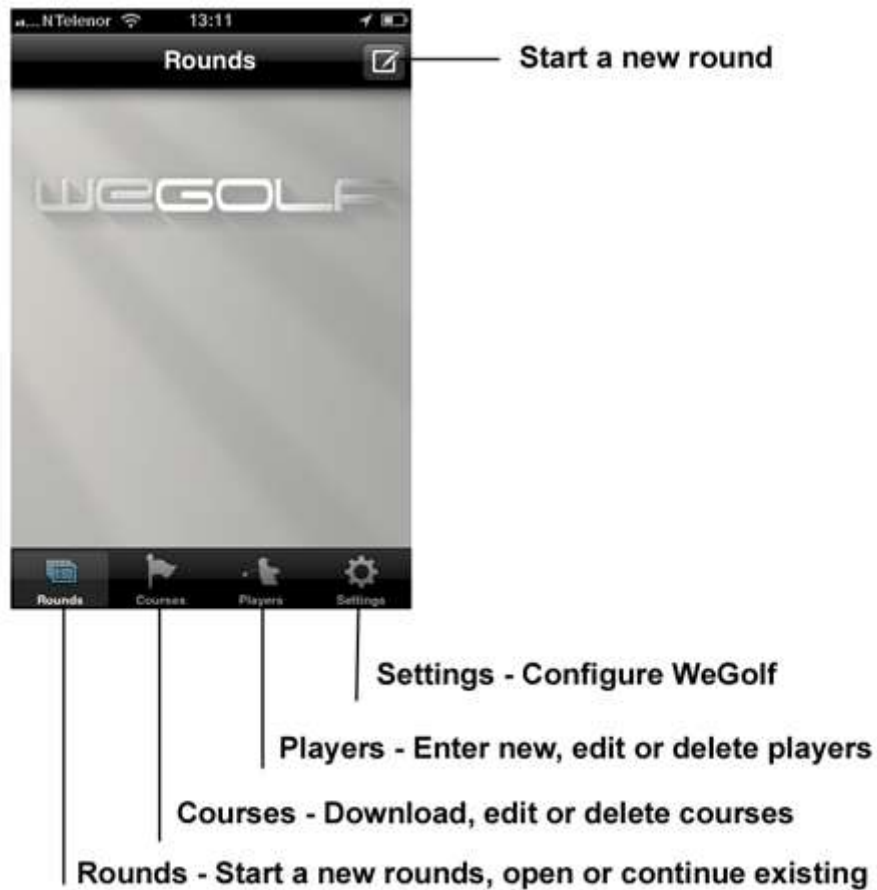 ....NTelenor 13:11
Rounds
Start a new round
WEGOLF
Rounds Courses Players Settings
Settings - Configure WeGolf
Players - Enter new, edit or delete players
Courses - Download, edit or delete courses
Rounds - Start a new rounds, open or continue existing